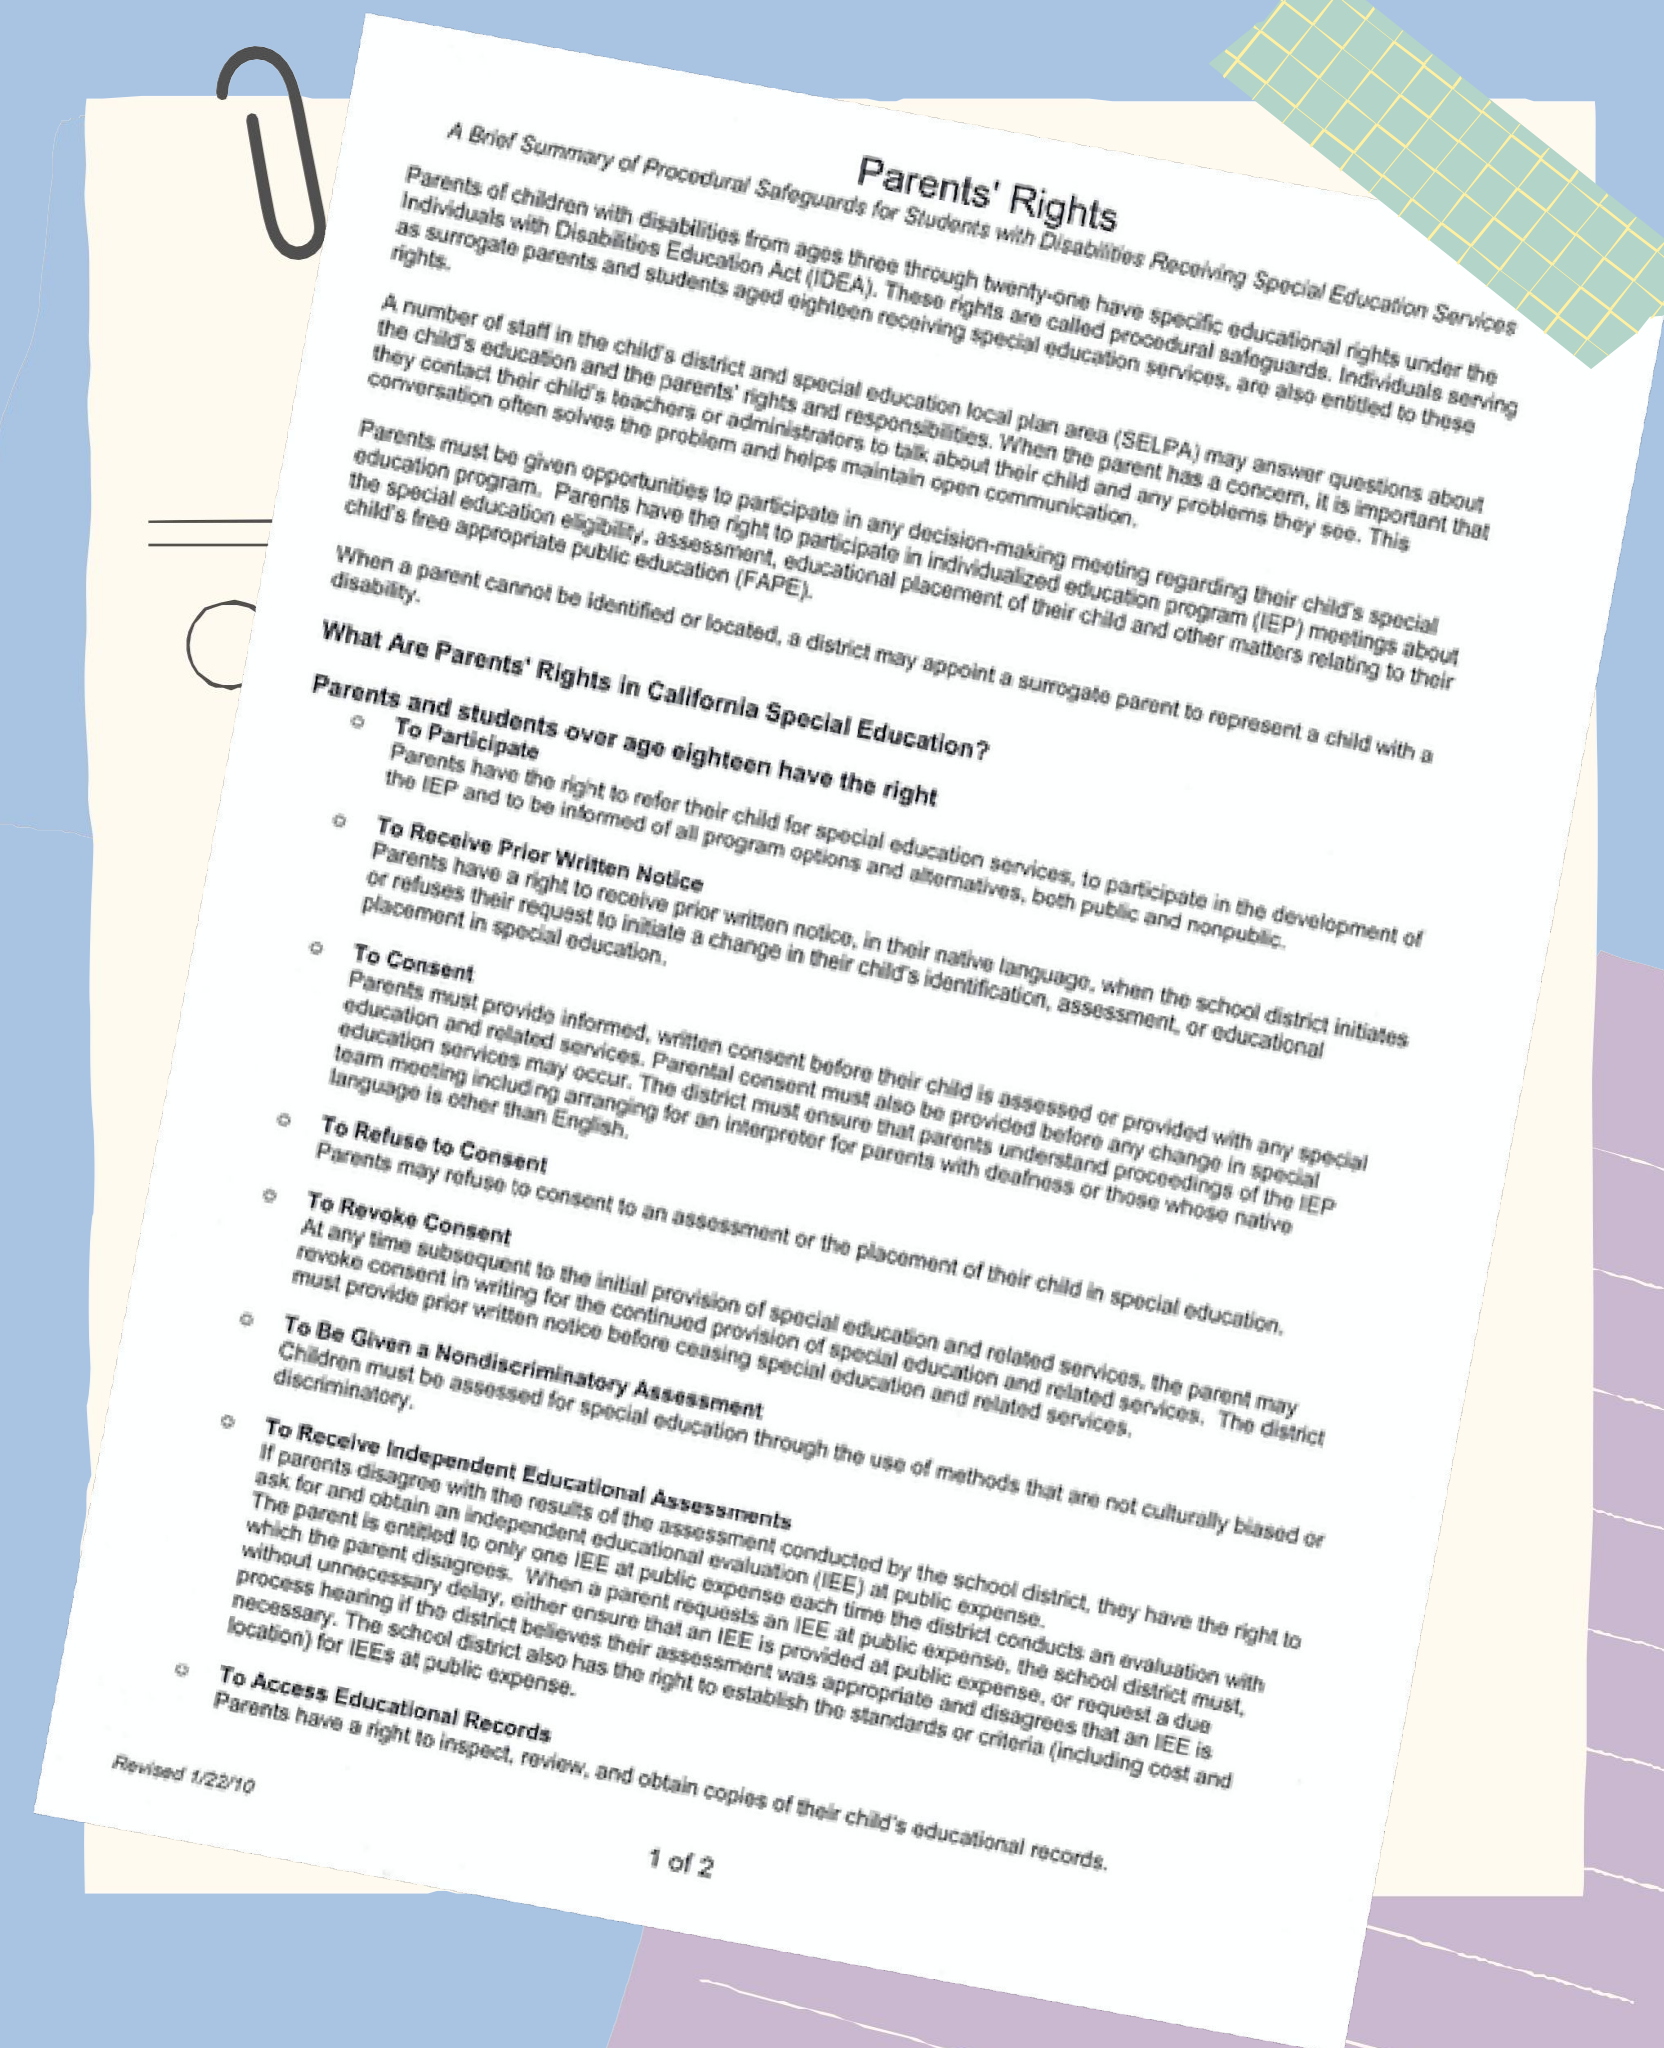 Parents' Rights
A Brief Summary of Procedural Safeguards for Students with Disabilities Receiving Special Education Services
Parents of children with disabilities from ages three through twenty-one have specific educational rights under the
Individuals with Disabilities Education Act (IDEA). These rights are called procedural safeguards. Individuals serving
as surrogate parents and students aged eighteen receiving special education services, are also entitled to these
rights.
A number of staff in the child's district and special education local plan area (SELPA) may answer questions about
the child's education and the parents' rights and responsibilities. When the parent has a concern, it is important that
they contact their child's teachers or administrators to talk about their child and any problems they see. This
conversation often solves the problem and helps maintain open communication.
Parents must be given opportunities to participate in any decision-making meeting regarding their child's special
education program. Parents have the right to participate in individualized education program (IEP) meetings about
the special education eligibility, assessment, educational placement of their child and other matters relating to their
child's free appropriate public education (FAPE).
When a parent cannot be identified or located, a district may appoint a surrogate parent to represent a child with a
disability.
What Are Parents' Rights in California Special Education?
Parents and students over age eighteen have the right
o To Participate
Parents have the right to refer their child for special education services, to participate in the development of
the IEP and to be informed of all program options and alternatives, both public and nonpublic.
o To Receive Prior Written Notice
Parents have a right to receive prior written notice, in their native language, when the school district initiates
or refuses their request to initiate a change in their child's identification, assessment, or educational
placement in special education.
o To Consent
Parents must provide informed, written consent before their child is assessed or provided with any special
education and related services. Parental consent must also be provided before any change in special
education services may occur. The district must ensure that parents understand proceedings of the IEP
team meeting including arranging for an interpreter for parents with deafness or those whose native
language is other than English.
o To Refuse to Consent
Parents may refuse to consent to an assessment or the placement of their child in special education.
o To Revoke Consent
At any time subsequent to the initial provision of special education and related services, the parent may
revoke consent in writing for the continued provision of special education and related services. The district
must provide prior written notice before ceasing special education and related services.
o To Be Given a Nondiscriminatory Assessment
Children must be assessed for special education through the use of methods that are not culturally biased or
discriminatory.
o To Receive Independent Educational Assessments
If parents disagree with the results of the assessment conducted by the school district, they have the right to
ask for and obtain an independent educational evaluation (IEE) at public expense.
The parent is entitled to only one IEE at public expense each time the district conducts an evaluation with
which the parent disagrees. When a parent requests an IEE at public expense, the school district must,
without unnecessary delay, either ensure that an IEE is provided at public expense, or request a due
process hearing if the district believes their assessment was appropriate and disagrees that an IEE is
necessary. The school district also has the right to establish the standards or criteria (including cost and
location) for IEEs at public expense.
o To Access Educational Records
Parents have a right to inspect, review, and obtain copies of their child's educational records.
Revised 1/22/10
1 of 2